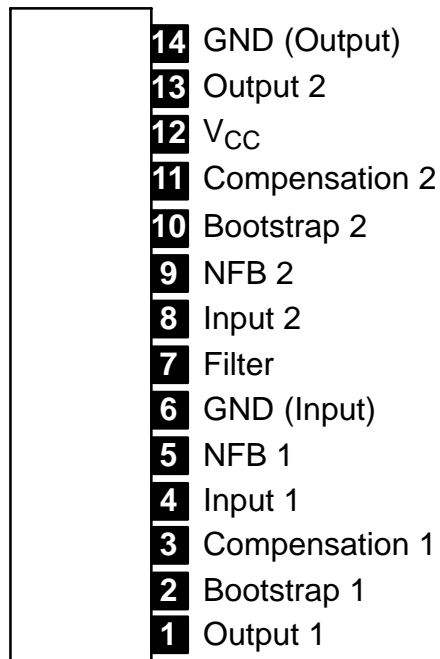 14 GND (Output)
13 Output 2
12 VCC
11 Compensation 2
10 Bootstrap 2
9 NFB 2
8 Input 2
7 Filter
6 GND (Input)
5 NFB 1
4 Input 1
3 Compensation 1
2 Bootstrap 1
1 Output 1